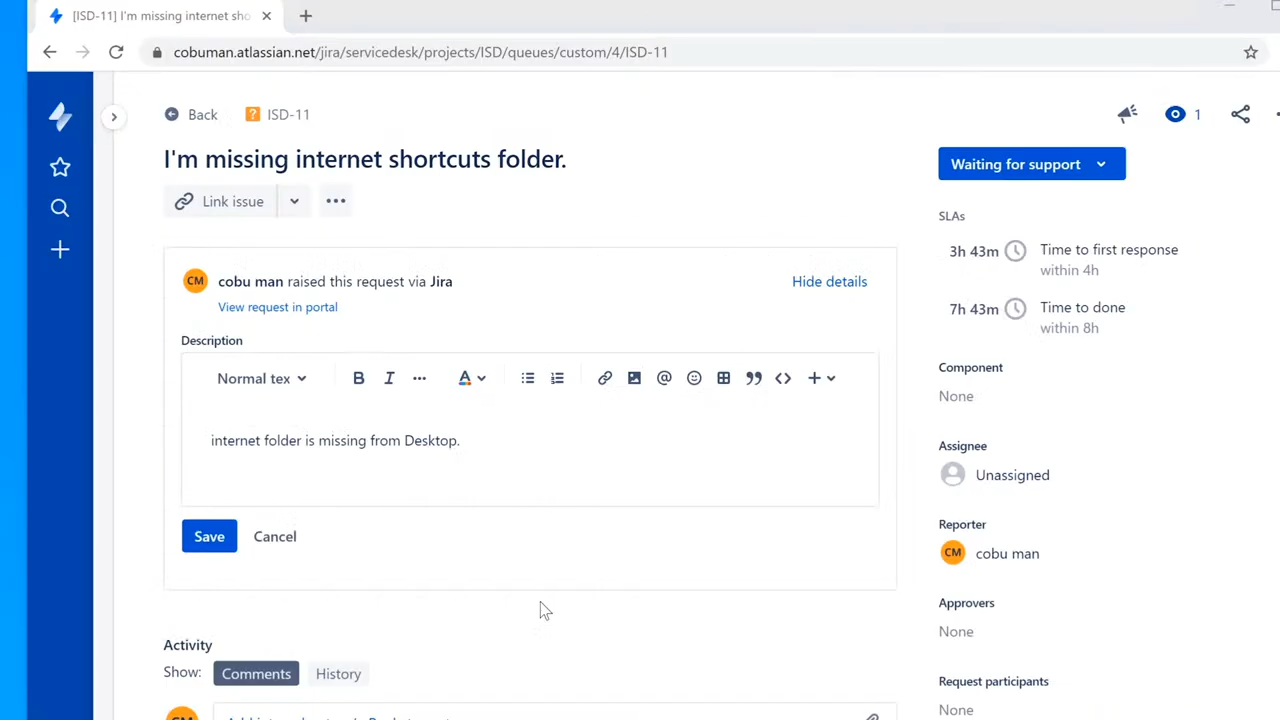 [ISD-11] I'm missing internet sho
cobuman.atlassian.net/jira/servicedesk/projects/ISD/queues/custom/4/ISD-11
Back ISD-11 1
I'm missing internet shortcuts folder.
Waiting for support
Link issue
SLAs
CM cobu man raised this request via Jira Hide details
View request in portal
3h 43m Time to first response
within 4h
7h 43m Time to done
within 8h
Description
Normal tex B I A
internet folder is missing from Desktop.
Save Cancel
Component
None
Assignee
Unassigned
Reporter
CM cobu man
Approvers
None
Activity
Show: Comments History
Request participants
None
CM